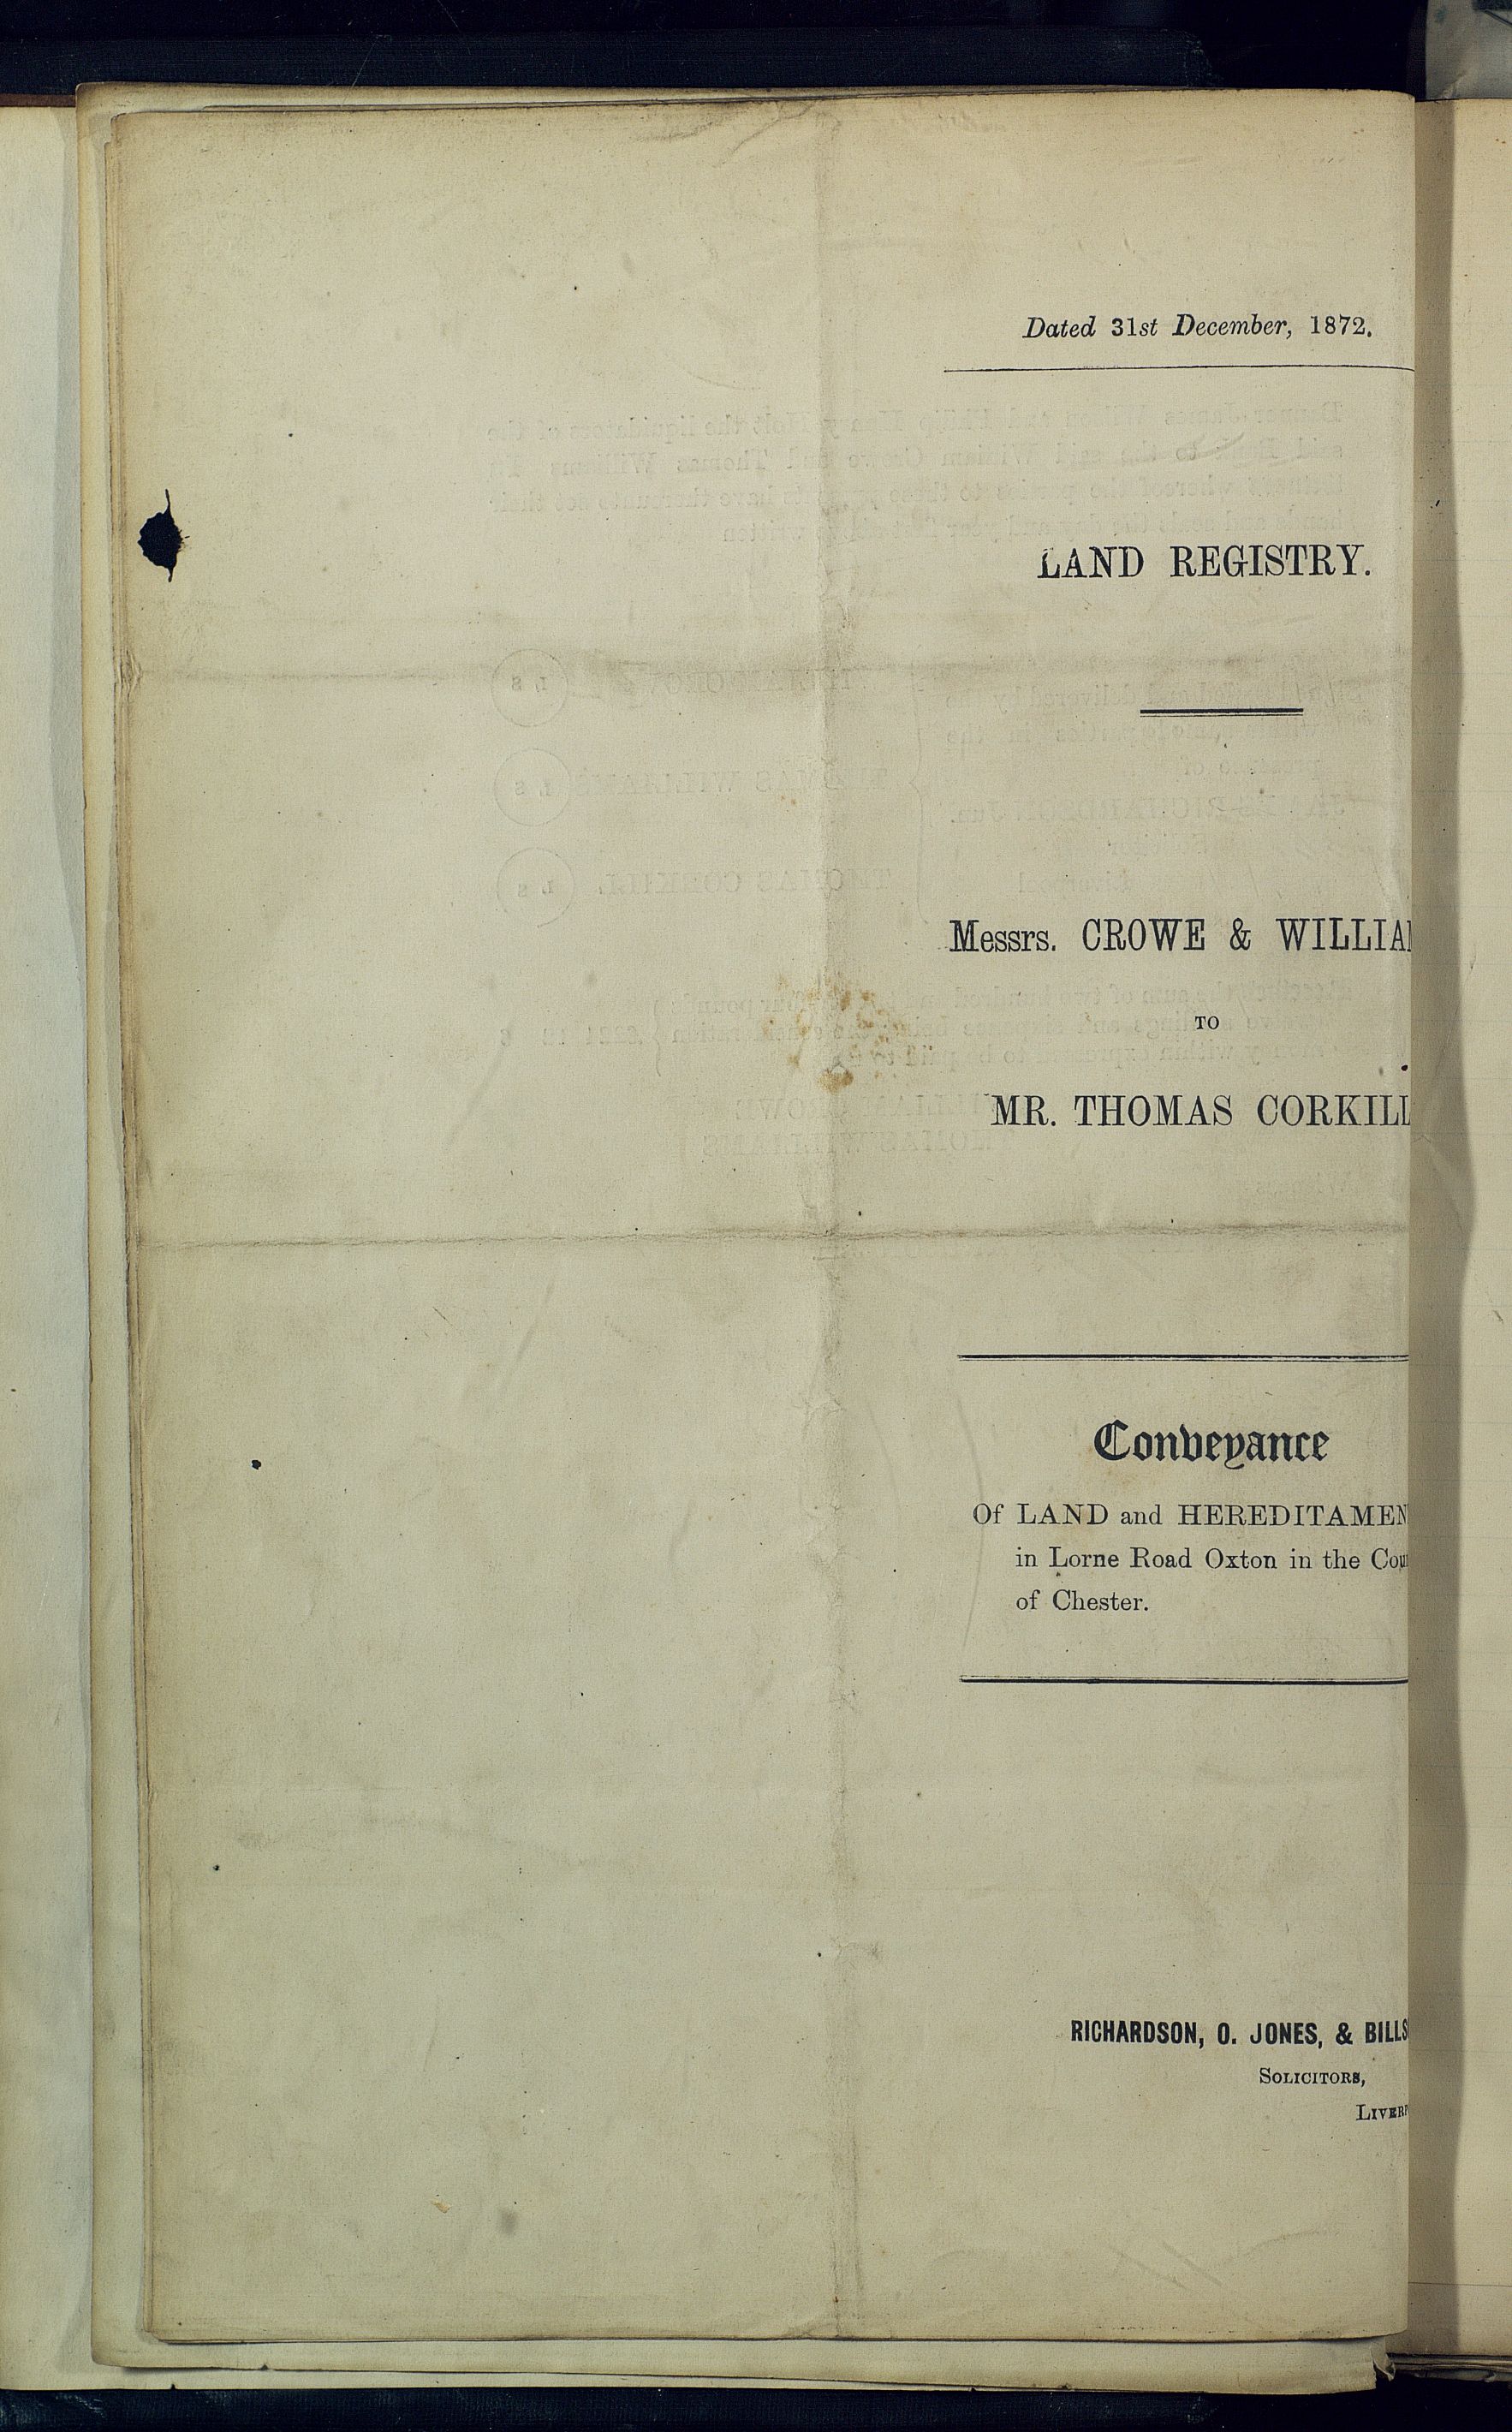 Dated 31st December, 1872.
LAND REGISTRY.
Messrs. CROWE & WILLIA
TO
MR. THOMAS CORKILL
Conveyance
Of LAND and HEREDITAMEN
in Lorne Road Oxton in the Cou
of Chester.
RICHARDSON, O. JONES, & BILLS
SOLICITORS,
LIVERP